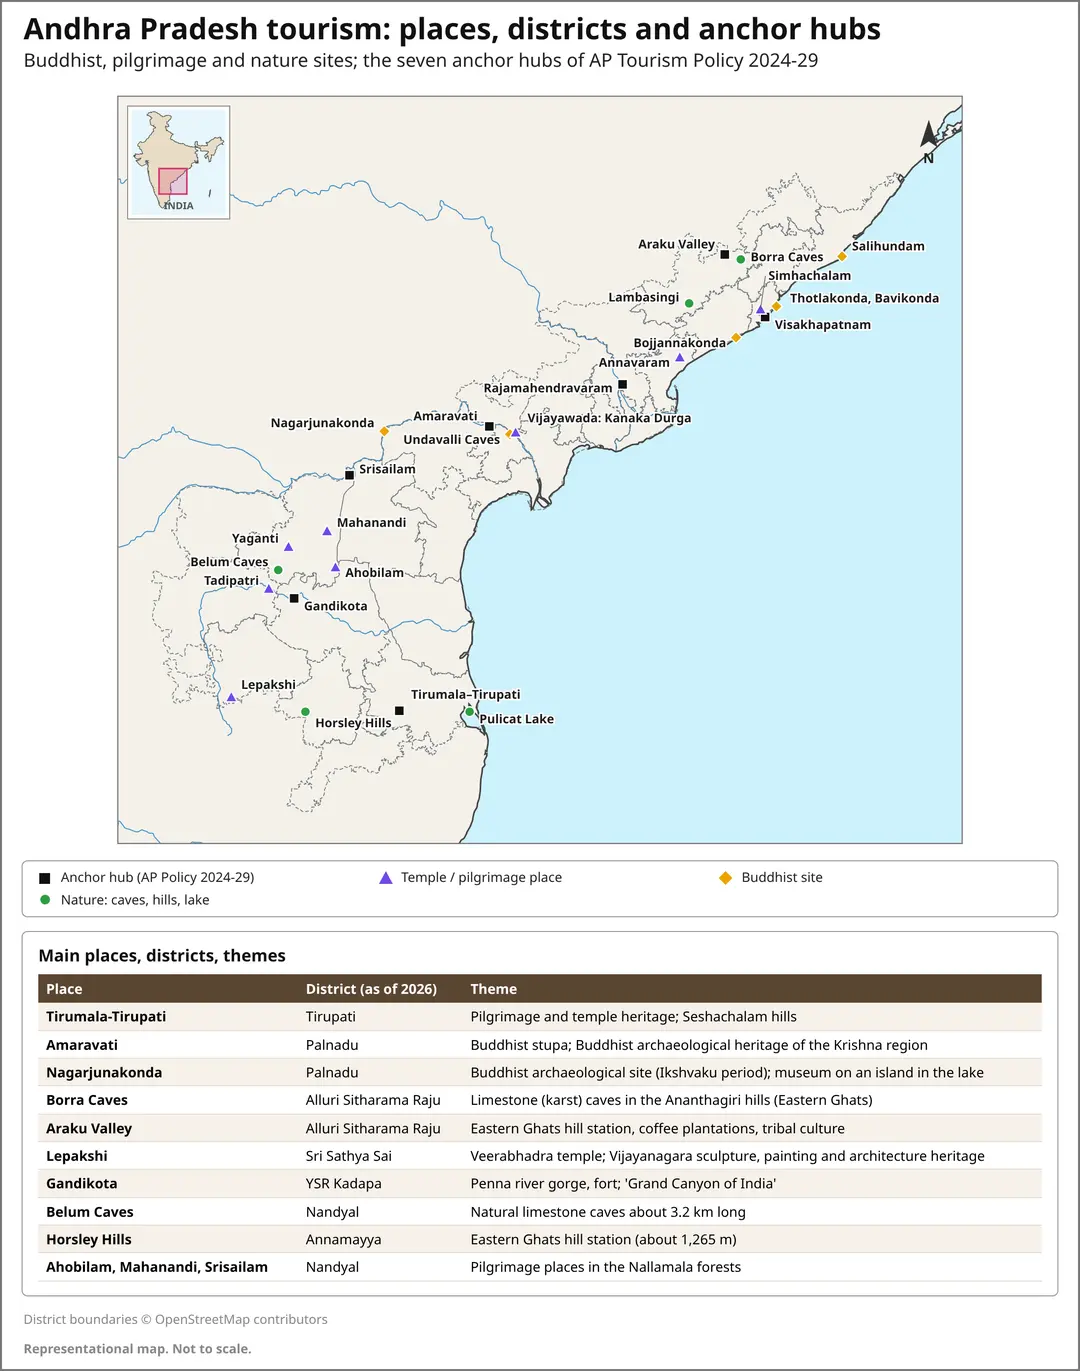 Andhra Pradesh tourism: places, districts and anchor hubs
Buddhist, pilgrimage and nature sites; the seven anchor hubs of AP Tourism Policy 2024-29
INDIA
N
Araku Valley
Borra Caves
Salihundam
Simhachalam
Lambasingi
Thotlakonda, Bavikonda
Visakhapatnam
Bojjannakonda
Annavaram
Rajamahendravaram
Amaravati
Vijayawada: Kanaka Durga
Nagarjunakonda
Undavalli Caves
Srisailam
Mahanandi
Yaganti
Belum Caves
Ahobilam
Tadipatri
Gandikota
Lepakshi
Tirumala–Tirupati
Horsley Hills
Pulicat Lake
Anchor hub (AP Policy 2024-29)
Temple / pilgrimage place
Buddhist site
Nature: caves, hills, lake
Main places, districts, themes
Place District (as of 2026) Theme
Tirumala-Tirupati Tirupati Pilgrimage and temple heritage; Seshachalam hills
Amaravati Palnadu Buddhist stupa; Buddhist archaeological heritage of the Krishna region
Nagarjunakonda Palnadu Buddhist archaeological site (Ikshvaku period); museum on an island in the lake
Borra Caves Alluri Sitharama Raju Limestone (karst) caves in the Ananthagiri hills (Eastern Ghats)
Araku Valley Alluri Sitharama Raju Eastern Ghats hill station, coffee plantations, tribal culture
Lepakshi Sri Sathya Sai Veerabhadra temple; Vijayanagara sculpture, painting and architecture heritage
Gandikota YSR Kadapa Penna river gorge, fort; 'Grand Canyon of India'
Belum Caves Nandyal Natural limestone caves about 3.2 km long
Horsley Hills Annamayya Eastern Ghats hill station (about 1,265 m)
Ahobilam, Mahanandi, Srisailam Nandyal Pilgrimage places in the Nallamala forests
District boundaries © OpenStreetMap contributors
Representational map. Not to scale.